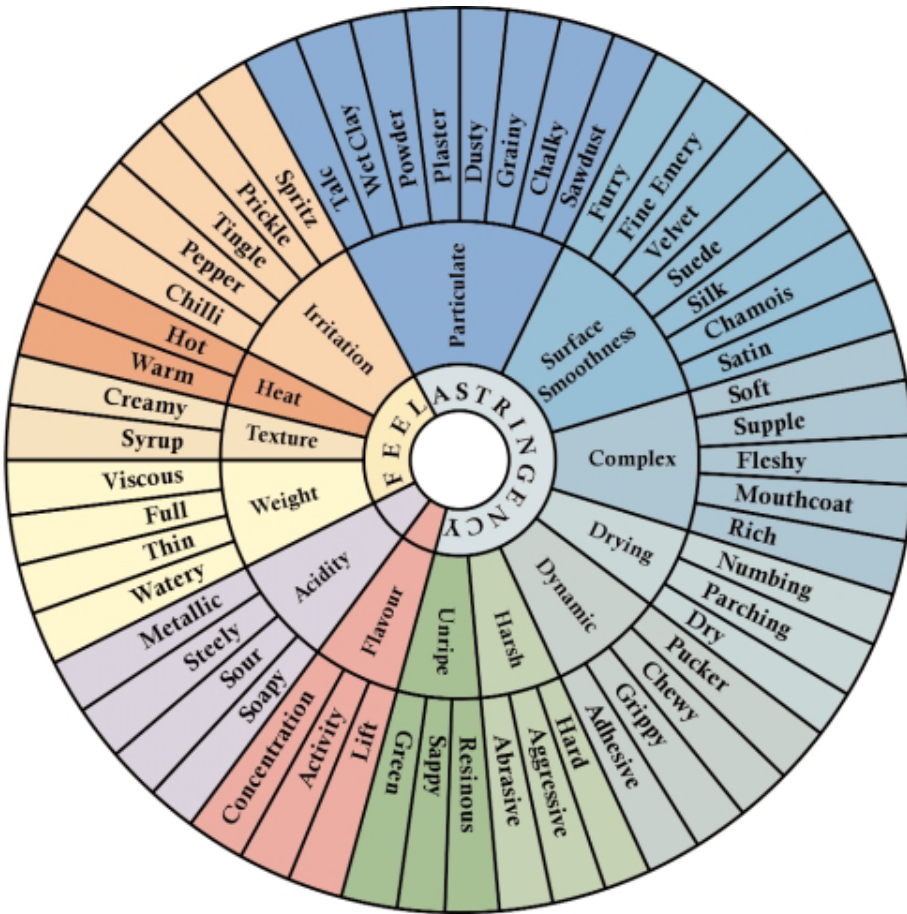 FEEL
ASTRINGENCY
Particulate
Surface
Smoothness
Complex
Drying
Dynamic
Harsh
Unripe
Flavour
Acidity
Weight
Texture
Heat
Irritation
Talc
Wet Clay
Powder
Plaster
Dusty
Grainy
Chalky
Sawdust
Furry
Fine Emery
Velvet
Suede
Silk
Chamois
Satin
Soft
Supple
Fleshy
Mouthcoat
Rich
Numbing
Parching
Dry
Pucker
Chewy
Grippy
Adhesive
Hard
Aggressive
Abrasive
Resinous
Sappy
Green
Lift
Activity
Concentration
Soapy
Sour
Steely
Metallic
Watery
Thin
Full
Viscous
Syrup
Creamy
Warm
Hot
Chilli
Pepper
Tingle
Prickle
Spritz